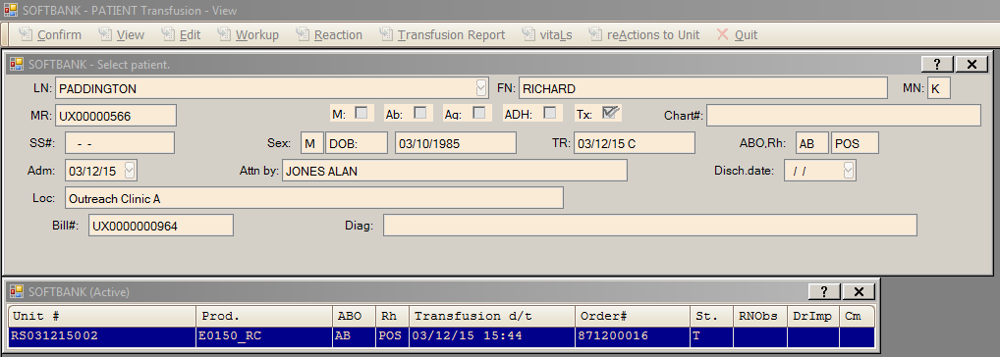 SOFTBANK - PATIENT Transfusion - View
Confirm View Edit Workup Reaction Transfusion Report vitaLs reActions to Unit Quit
SOFTBANK - Select patient. ?
LN: PADDINGTON FN: RICHARD MN: K
MR: UX00000566 M: Ab: Ag: ADH: Tx: Chart#:
SS#: - - Sex: M DOB: 03/10/1985 TR: 03/12/15 C ABO,Rh: AB POS
Adm: 03/12/15 Attn by: JONES ALAN Disch.date: / /
Loc: Outreach Clinic A
Bill#: UX0000000964 Diag:
SOFTBANK (Active) ?
Unit # Prod. ABO Rh Transfusion d/t Order# St. RNObs DrImp Cm
RS031215002 E0150_RC AB POS 03/12/15 15:44 871200016 T